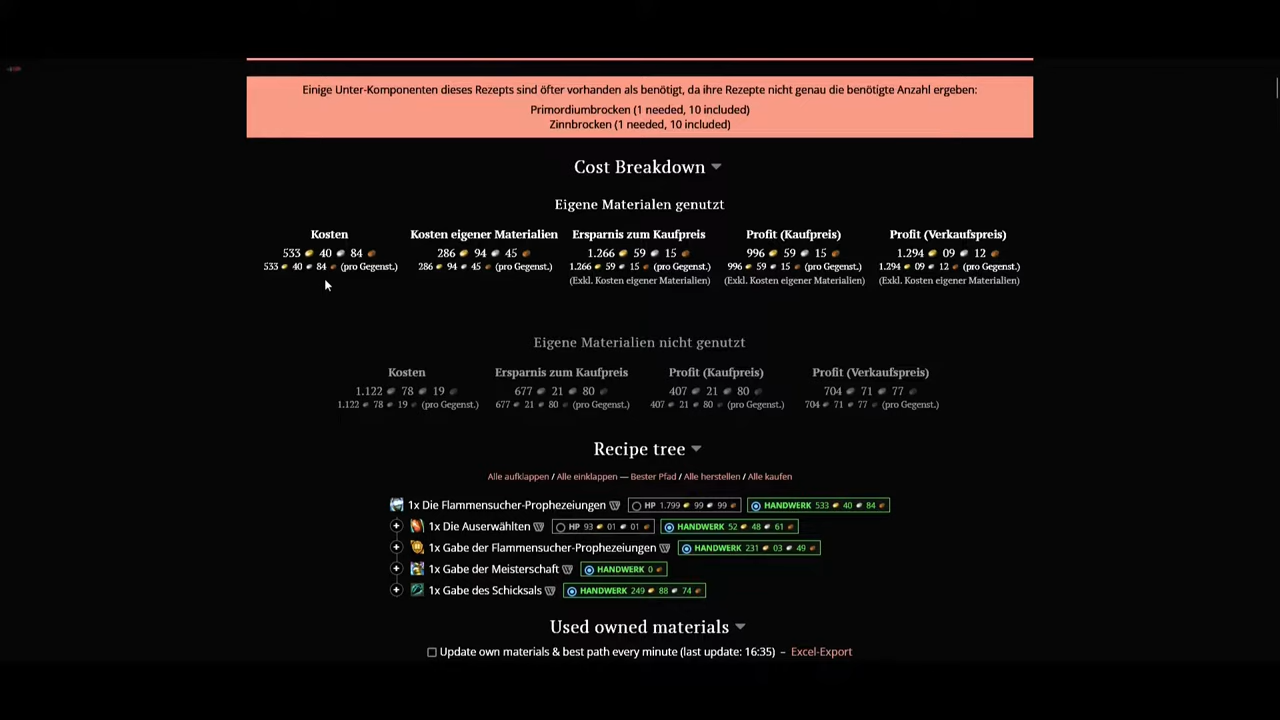 Einige Unter-Komponenten dieses Rezepts sind öfter vorhanden als benötigt, da ihre Rezepte nicht genau die benötigte Anzahl ergeben:
Primordiumbrocken (1 needed, 10 included)
Zinnbrocken (1 needed, 10 included)
Cost Breakdown
Eigene Materialen genutzt
Kosten Kosten eigener Materialien Ersparnis zum Kaufpreis Profit (Kaufpreis) Profit (Verkaufspreis)
533 40 84 286 94 45 1.266 59 15 996 59 15 1.294 09 12
533 40 84 (pro Gegenst.) 286 94 45 (pro Gegenst.) 1.266 59 15 (pro Gegenst.) 996 59 15 (pro Gegenst.) 1.294 09 12 (pro Gegenst.)
(Exkl. Kosten eigener Materialien) (Exkl. Kosten eigener Materialien) (Exkl. Kosten eigener Materialien)
Eigene Materialien nicht genutzt
Kosten Ersparnis zum Kaufpreis Profit (Kaufpreis) Profit (Verkaufspreis)
1.122 78 19 677 21 80 407 21 80 704 71 77
1.122 78 19 (pro Gegenst.) 677 21 80 (pro Gegenst.) 407 21 80 (pro Gegenst.) 704 71 77 (pro Gegenst.)
Recipe tree
Alle aufklappen / Alle einklappen — Bester Pfad / Alle herstellen / Alle kaufen
1x Die Flammensucher-Prophezeiungen W HP 1.799 99 99 HANDWERK 533 40 84
1x Die Auserwählten W HP 93 01 01 HANDWERK 52 48 61
1x Gabe der Flammensucher-Prophezeiungen W HANDWERK 231 03 49
1x Gabe der Meisterschaft W HANDWERK 0
1x Gabe des Schicksals W HANDWERK 249 88 74
Used owned materials
Update own materials & best path every minute (last update: 16:35) – Excel-Export